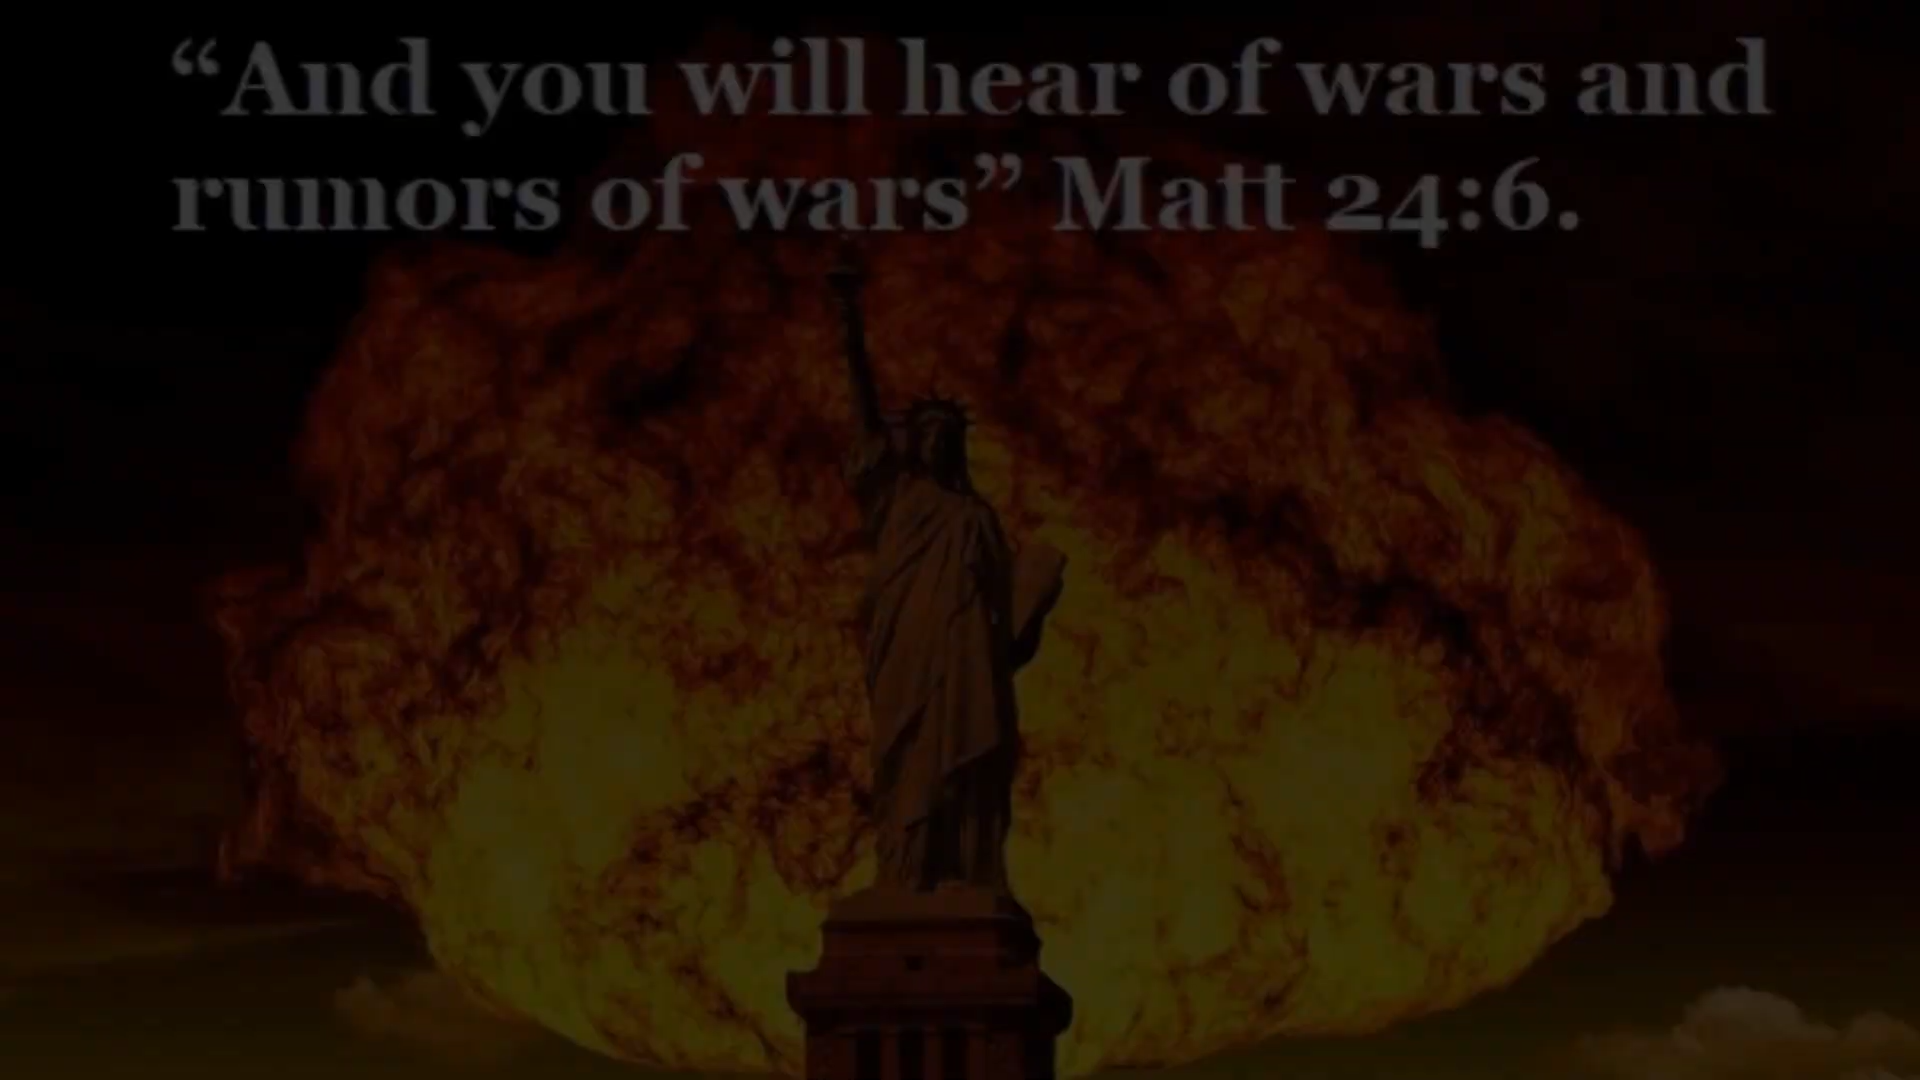 “And you will hear of wars and
rumors of wars” Matt 24:6.